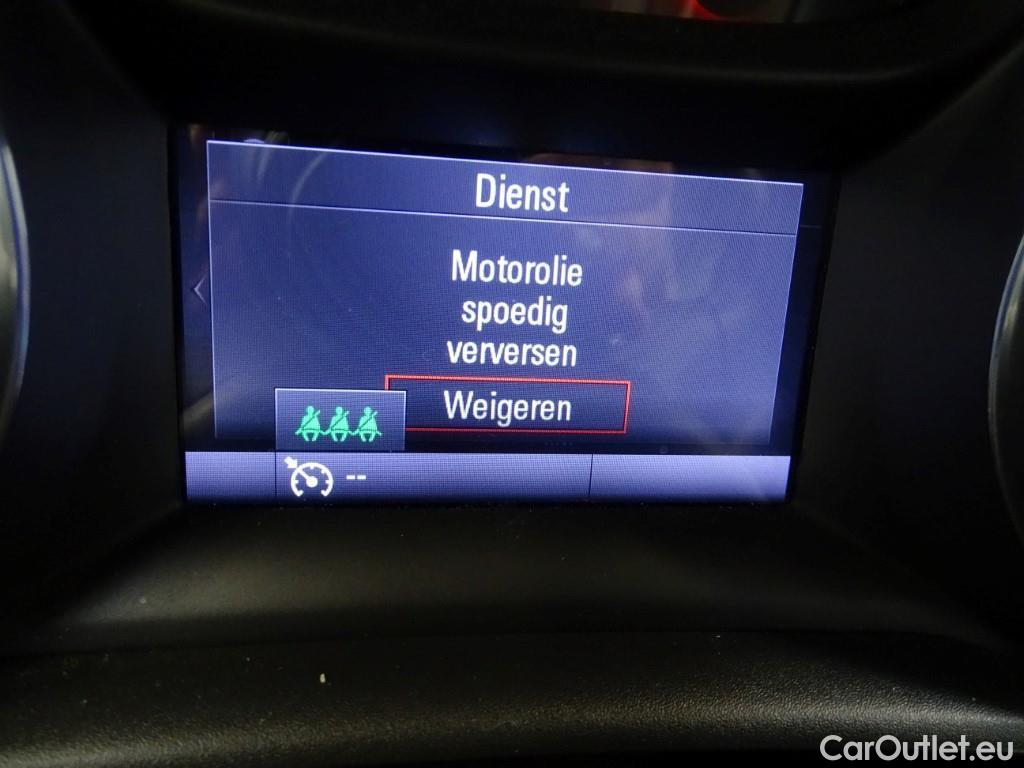 Dienst
Motorolie
spoedig
verversen
Weigeren
--
CarOutlet.eu